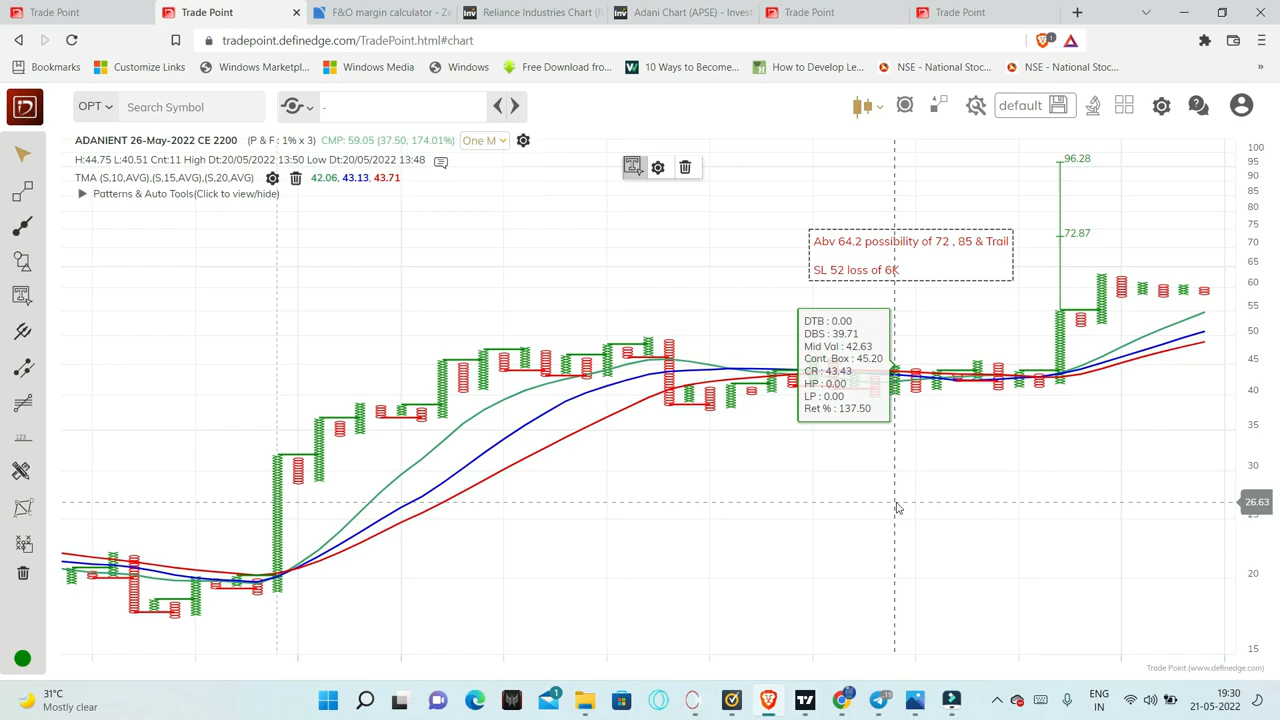 Trade Point
Trade Point
F&O margin calculator - Ze
Reliance Industries Chart (R
Adani Chart (APSE) - Invest
Trade Point
Trade Point
tradepoint.definedge.com/TradePoint.html#chart
1
Bookmarks
Customize Links
Windows Marketpl...
Windows Media
Windows
Free Download fro...
10 Ways to Become...
How to Develop Le...
NSE - National Stoc...
NSE - National Stoc...
»
OPT
Search Symbol
-
default
ADANIENT 26-May-2022 CE 2200 (P & F : 1% x 3) CMP: 59.05 (37.50, 174.01%) One M
H:44.75 L:40.51 Cnt:11 High Dt:20/05/2022 13:50 Low Dt:20/05/2022 13:48
TMA (S,10,AVG),(S,15,AVG),(S,20,AVG) 42.06, 43.13, 43.71
Patterns & Auto Tools(Click to view/hide)
96.28
72.87
Abv 64.2 possibility of 72 , 85 & Trail
SL 52 loss of 6K
DTB : 0.00
DBS : 39.71
Mid Val : 42.63
Cont. Box : 45.20
CR : 43.43
HP : 0.00
LP : 0.00
Ret % : 137.50
100
95
90
85
80
75
70
65
60
55
50
45
40
35
30
26.63
25
20
15
123
Trade Point (www.definedge.com)
31°C
Mostly clear
ENG
IN
19:30
21-05-2022